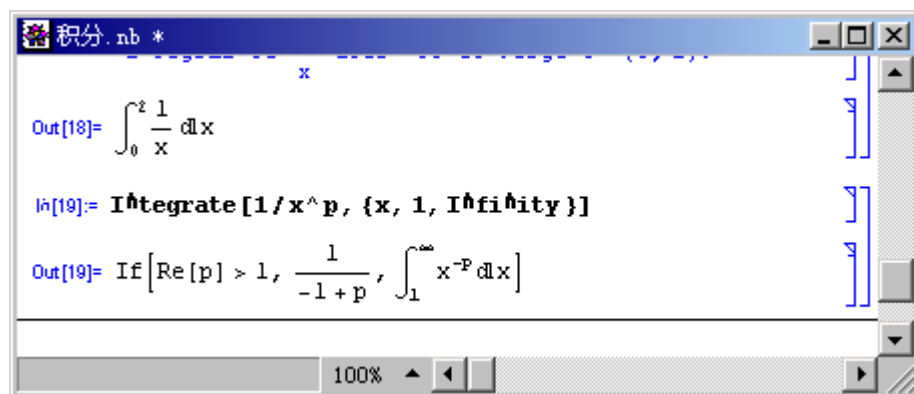 积分.nb *
x
Out[18]= ∫₀² 1/x dx
In[19]:= Integrate[1/x^p, {x, 1, Infinity}]
Out[19]= If[Re[p] > 1, 1/(-1 + p), ∫₁^∞ x^-p dx]
100%